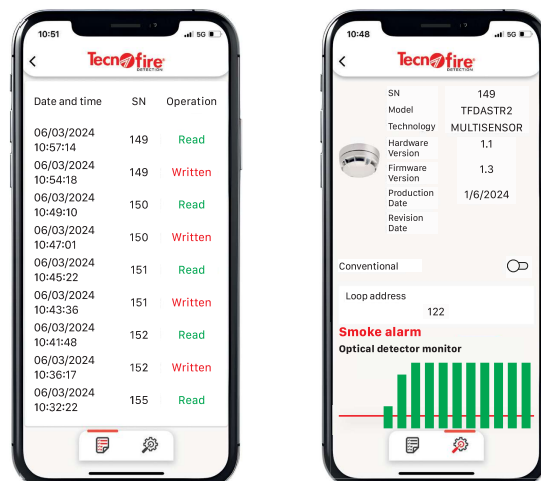 10:51
5G
Tecnofire
DETECTION
Date and time SN Operation
06/03/2024
10:57:14
149 Read
06/03/2024
10:54:18
149 Written
06/03/2024
10:49:10
150 Read
06/03/2024
10:47:01
150 Written
06/03/2024
10:45:22
151 Read
06/03/2024
10:43:36
151 Written
06/03/2024
10:41:48
152 Read
06/03/2024
10:36:17
152 Written
06/03/2024
10:32:22
155 Read
10:48
5G
Tecnofire
DETECTION
SN 149
Model TFDASTR2
Technology MULTISENSOR
Hardware
Version
1.1
Firmware
Version
1.3
Production
Date
1/6/2024
Revision
Date
Conventional
Loop address
122
Smoke alarm
Optical detector monitor